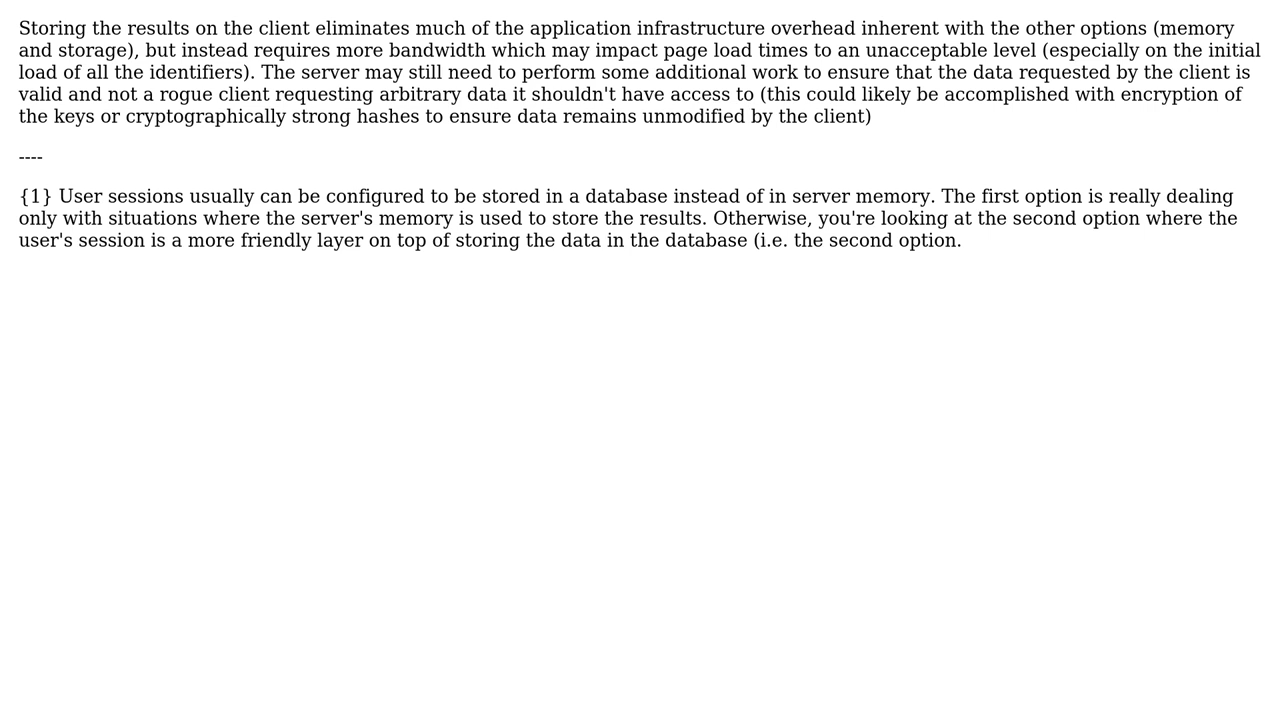 Storing the results on the client eliminates much of the application infrastructure overhead inherent with the other options (memory
and storage), but instead requires more bandwidth which may impact page load times to an unacceptable level (especially on the initial
load of all the identifiers). The server may still need to perform some additional work to ensure that the data requested by the client is
valid and not a rogue client requesting arbitrary data it shouldn't have access to (this could likely be accomplished with encryption of
the keys or cryptographically strong hashes to ensure data remains unmodified by the client)
----
{1} User sessions usually can be configured to be stored in a database instead of in server memory. The first option is really dealing
only with situations where the server's memory is used to store the results. Otherwise, you're looking at the second option where the
user's session is a more friendly layer on top of storing the data in the database (i.e. the second option.